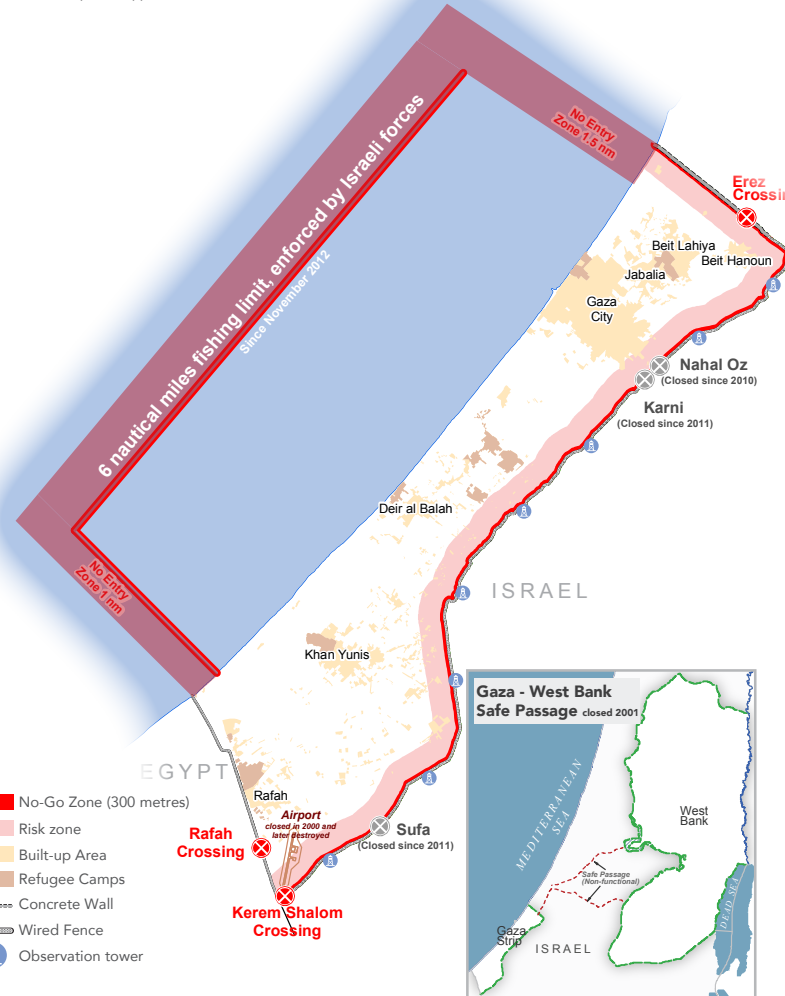 No Entry
Zone 1.5 nm
6 nautical miles fishing limit, enforced by Israeli forces
Since November 2012
Erez
Beit Lahiya
Beit Hanoun
Jabalia
Gaza
City
Nahal Oz
(Closed since 2010)
Karni
(Closed since 2011)
Deir al Balah
No Entry
Zone 1 nm
ISRAEL
Khan Yunis
EGYPT
Rafah
Airport
closed in 2000 and
later destroyed
Rafah
Crossing
Sufa
(Closed since 2011)
Kerem Shalom
Crossing
No-Go Zone (300 metres)
Risk zone
Built-up Area
Refugee Camps
Concrete Wall
Wired Fence
Observation tower
Gaza - West Bank
Safe Passage closed 2001
MEDITERRANEAN
SEA
West
Bank
Safe Passage
(Non-functional)
DEAD SEA
Gaza
Strip
ISRAEL